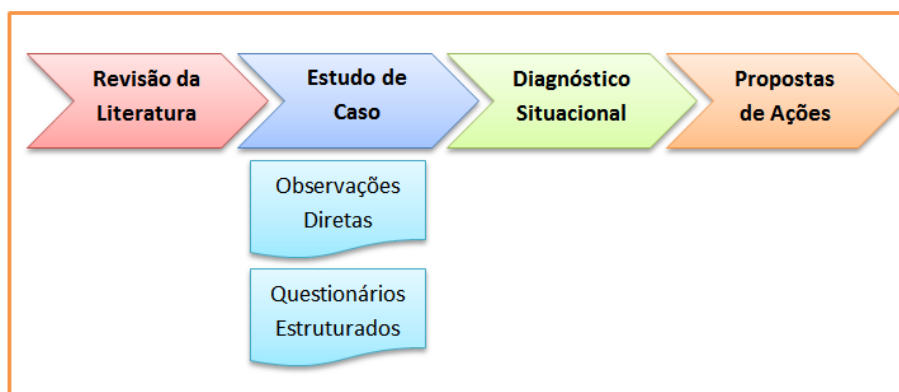 Revisão da
Literatura
Estudo de
Caso
Diagnóstico
Situacional
Propostas
de Ações
Observações
Diretas
Questionários
Estruturados